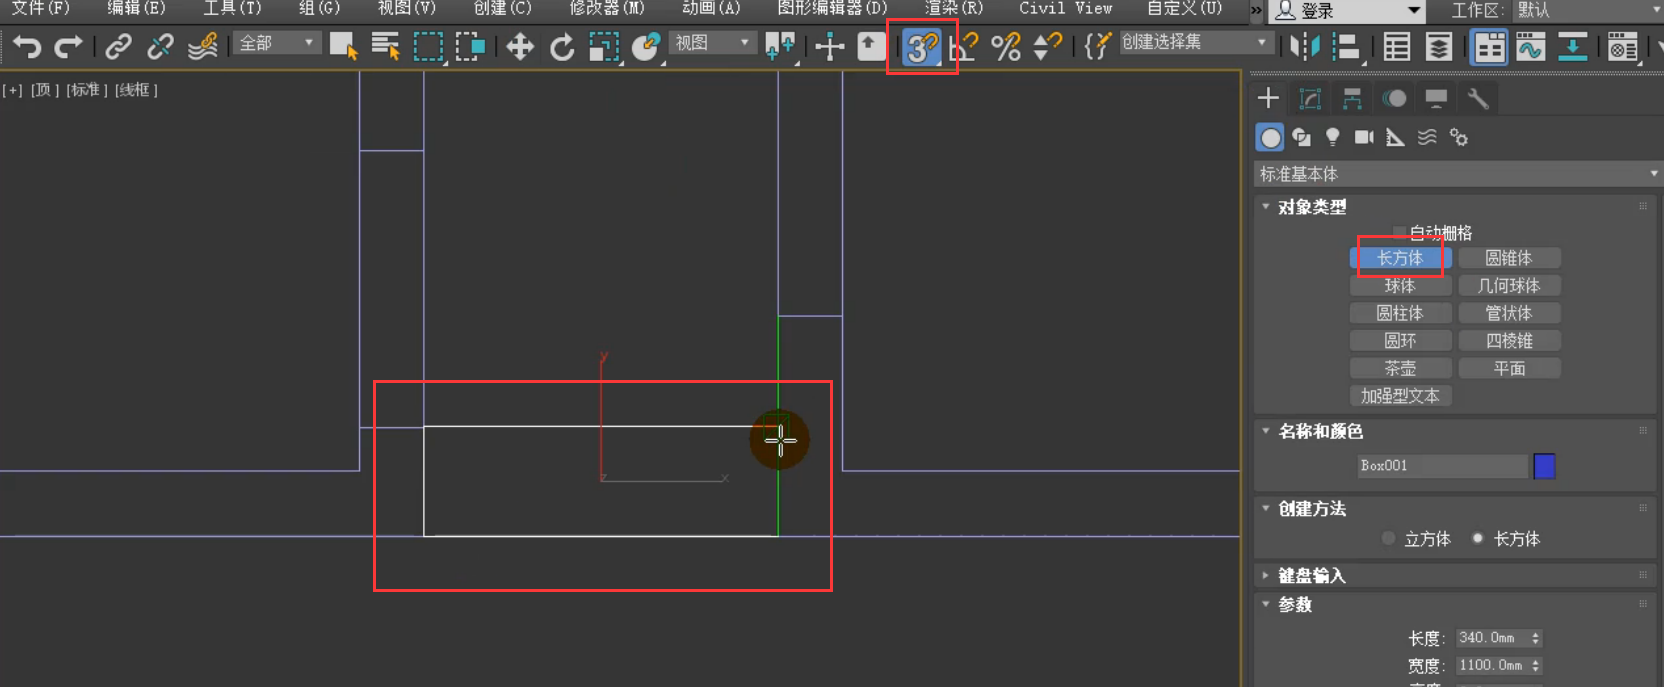 文件(F) 编辑(E) 工具(T) 组(G) 视图(V) 创建(C) 修改器(M) 动画(A) 图形编辑器(D) 渲染(R) Civil View 自定义(U) » 登录 工作区: 默认
全部 视图 3 创建选择集
[+] [顶] [标准] [线框]
标准基本体
对象类型
自动栅格
长方体 圆锥体
球体 几何球体
圆柱体 管状体
圆环 四棱锥
茶壶 平面
加强型文本
名称和颜色
Box001
创建方法
立方体 长方体
键盘输入
参数
长度: 340.0mm
宽度: 1100.0mm
y
z x